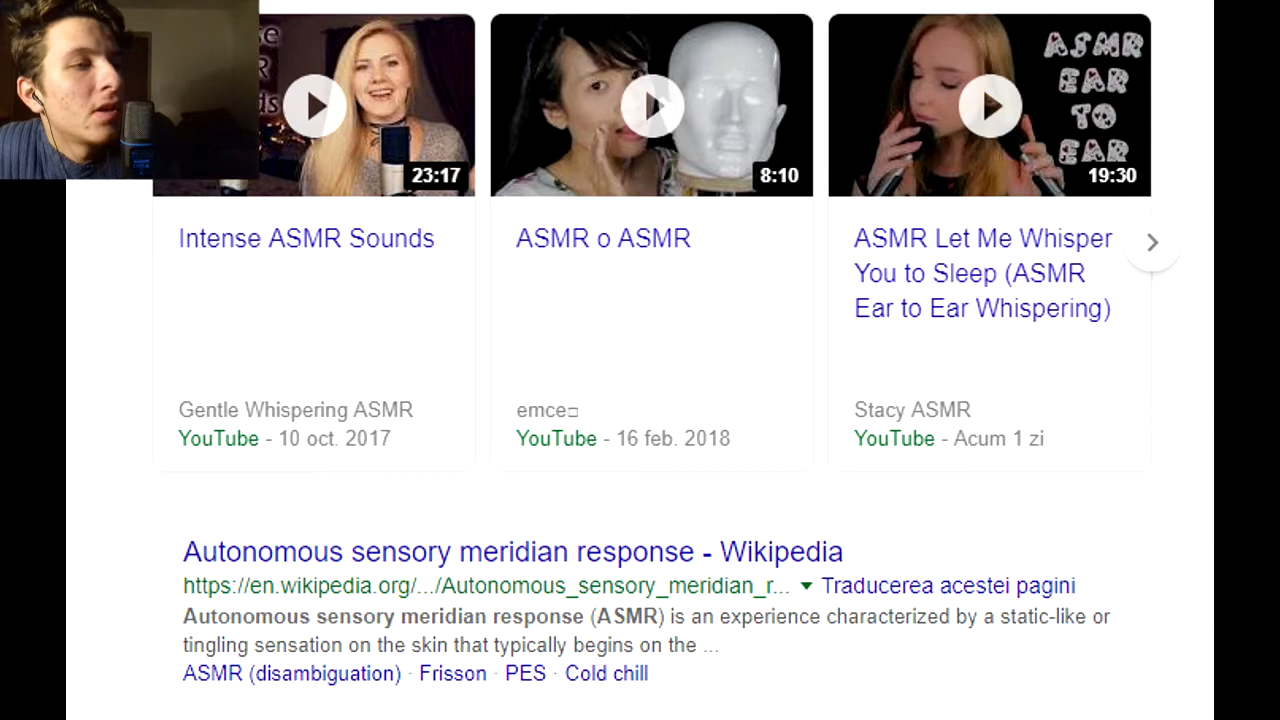 23:17
8:10
ASMR
EAR
TO
EAR
19:30
Intense ASMR Sounds
ASMR o ASMR
ASMR Let Me Whisper
You to Sleep (ASMR
Ear to Ear Whispering)
Gentle Whispering ASMR
YouTube - 10 oct. 2017
emce□
YouTube - 16 feb. 2018
Stacy ASMR
YouTube - Acum 1 zi
Autonomous sensory meridian response - Wikipedia
https://en.wikipedia.org/.../Autonomous_sensory_meridian_r... Traducerea acestei pagini
Autonomous sensory meridian response (ASMR) is an experience characterized by a static-like or
tingling sensation on the skin that typically begins on the ...
ASMR (disambiguation) · Frisson · PES · Cold chill